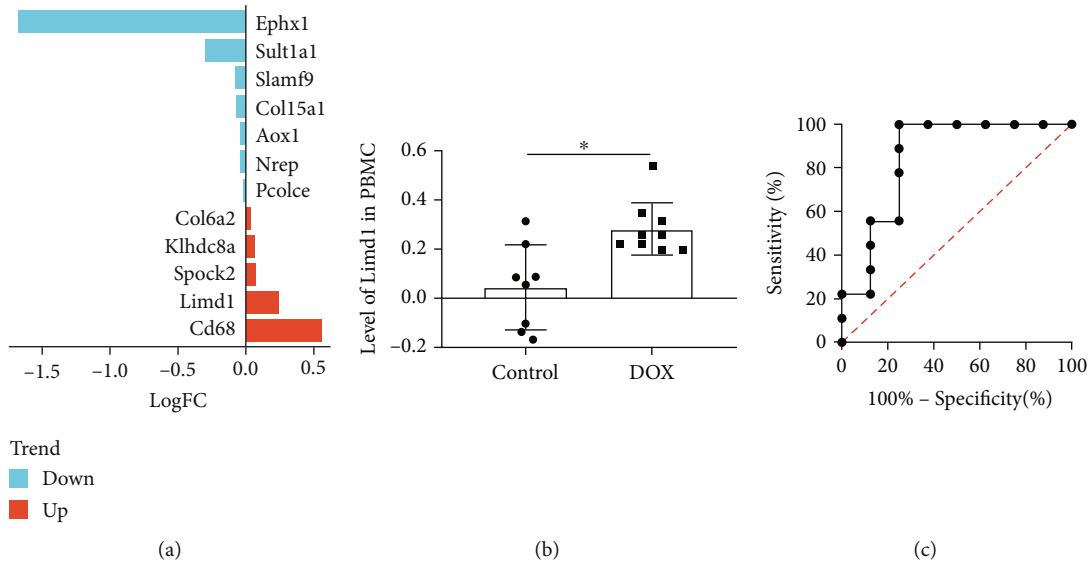 Ephx1
Sult1a1
Slamf9
Col15a1
Aox1
Nrep
Pcolce
Col6a2
Klhdc8a
Spock2
Limd1
Cd68
−1.5 −1.0 −0.5 0.0 0.5
LogFC
Trend
Down
Up
(a)
Level of Limd1 in PBMC
0.6
0.4
0.2
0.0
−0.2
*
Control DOX
(b)
Sensitivity (%)
100
80
60
40
20
0
0 20 40 60 80 100
100% – Specificity(%)
(c)